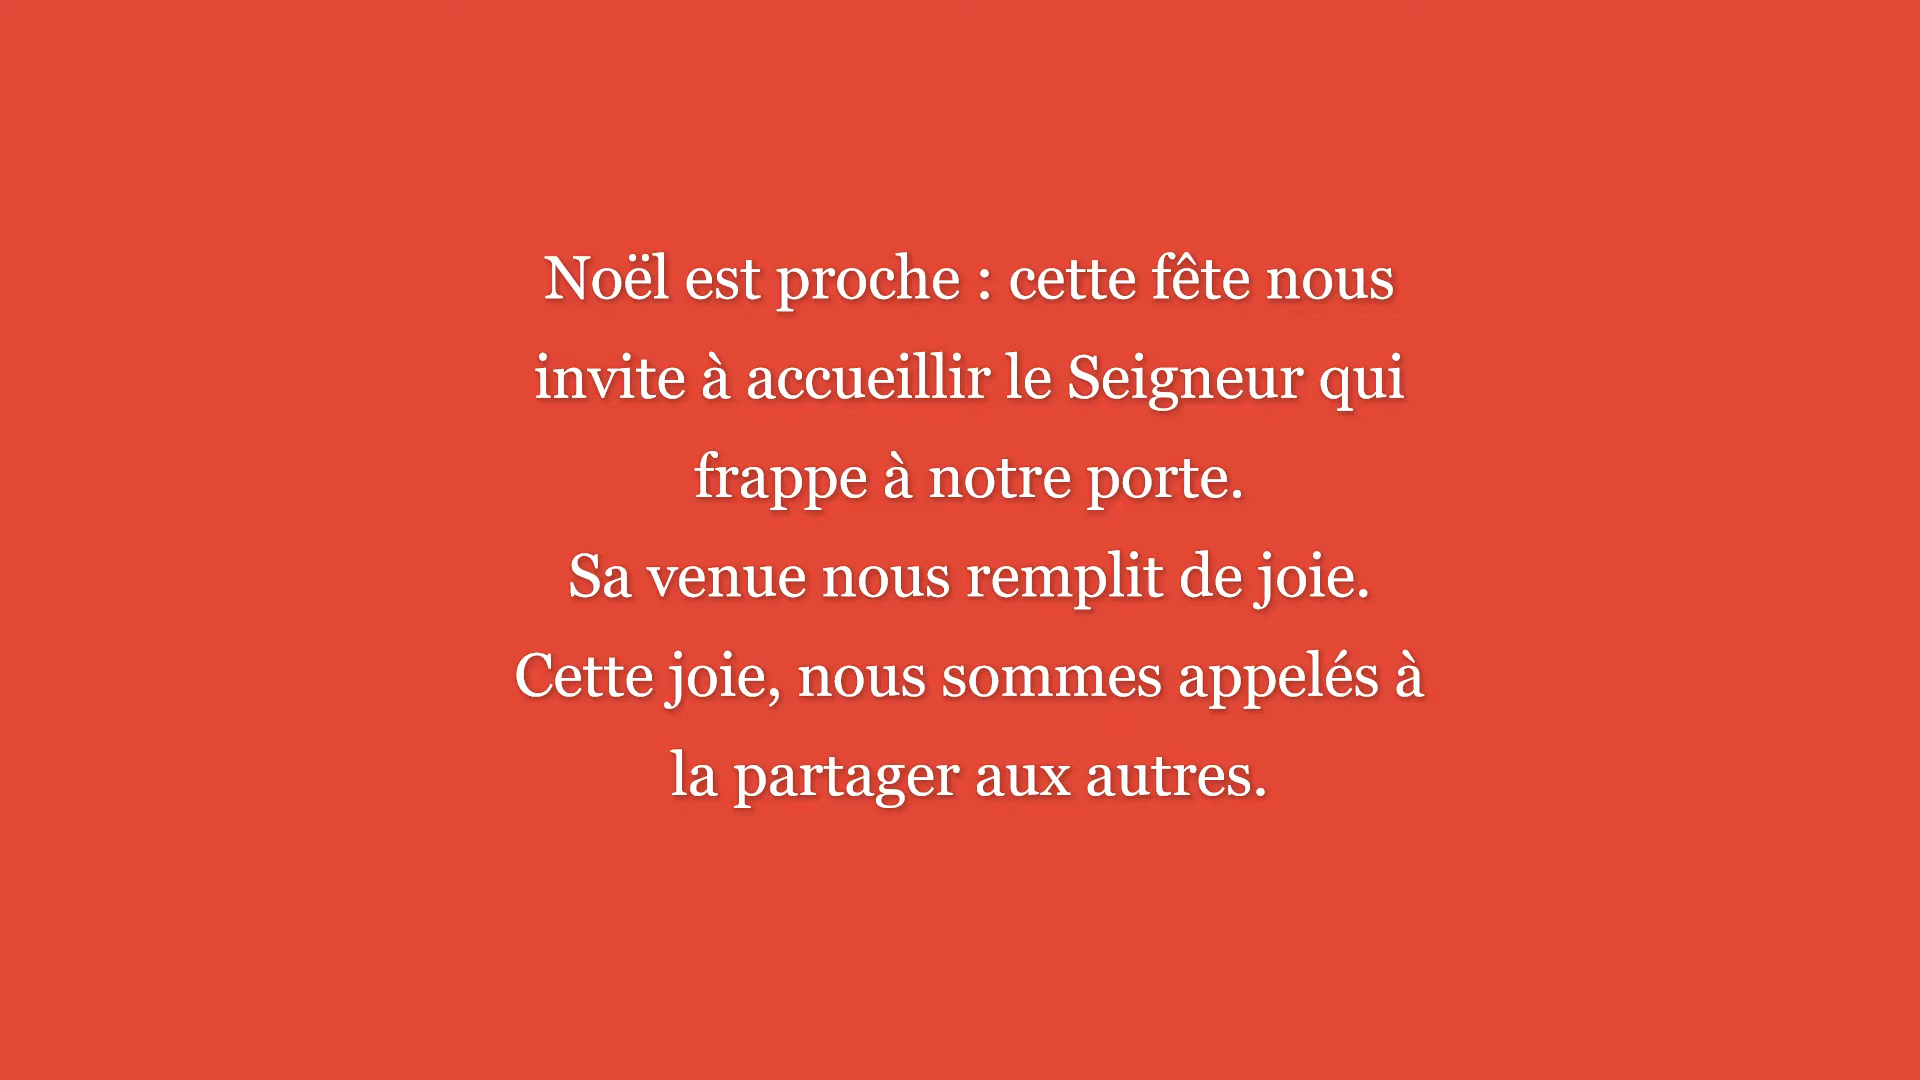 Noël est proche : cette fête nous
invite à accueillir le Seigneur qui
frappe à notre porte.
Sa venue nous remplit de joie.
Cette joie, nous sommes appelés à
la partager aux autres.